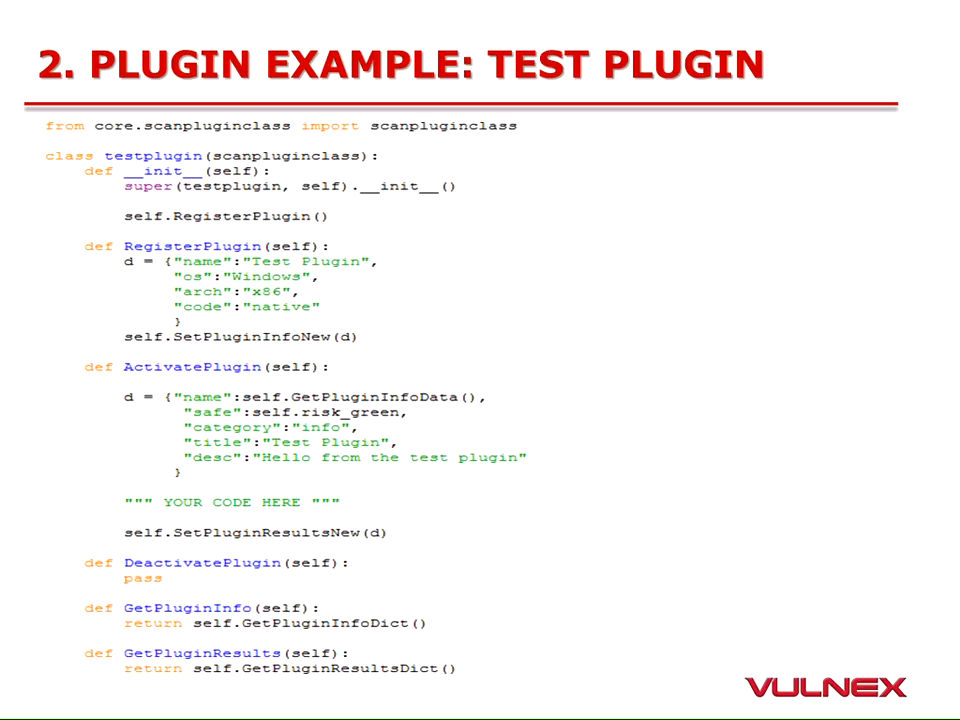 2. PLUGIN EXAMPLE: TEST PLUGIN
from core.scanpluginclass import scanpluginclass
class testplugin(scanpluginclass):
    def __init__(self):
        super(testplugin, self).__init__()
        self.RegisterPlugin()
    def RegisterPlugin(self):
        d = {"name":"Test Plugin",
             "os":"Windows",
             "arch":"x86",
             "code":"native"
             }
        self.SetPluginInfoNew(d)
    def ActivatePlugin(self):
        d = {"name":self.GetPluginInfoData(),
              "safe":self.risk_green,
              "category":"info",
              "title":"Test Plugin",
              "desc":"Hello from the test plugin"
             }
        """ YOUR CODE HERE """
        self.SetPluginResultsNew(d)
    def DeactivatePlugin(self):
        pass
    def GetPluginInfo(self):
        return self.GetPluginInfoDict()
    def GetPluginResults(self):
        return self.GetPluginResultsDict()
VULNEX